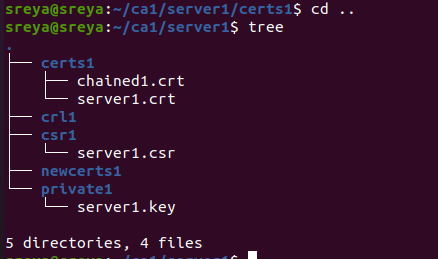 sreya@sreya:~/ca1/server1/certs1$ cd ..
sreya@sreya:~/ca1/server1$ tree
.
├── certs1
│   ├── chained1.crt
│   └── server1.crt
├── crl1
├── csr1
│   └── server1.csr
├── newcerts1
└── private1
    └── server1.key

5 directories, 4 files
sreya@sreya:~/ca1/server1$